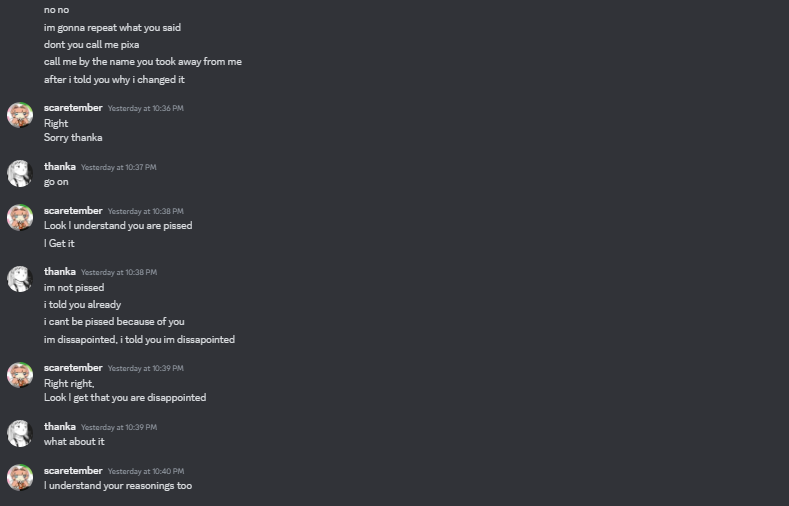 no no
im gonna repeat what you said
dont you call me pixa
call me by the name you took away from me
after i told you why i changed it
scaretember Yesterday at 10:36 PM
Right
Sorry thanka
thanka Yesterday at 10:37 PM
go on
scaretember Yesterday at 10:38 PM
Look I understand you are pissed
I Get it
thanka Yesterday at 10:38 PM
im not pissed
i told you already
i cant be pissed because of you
im dissapointed, i told you im dissapointed
scaretember Yesterday at 10:39 PM
Right right,
Look I get that you are disappointed
thanka Yesterday at 10:39 PM
what about it
scaretember Yesterday at 10:40 PM
I understand your reasonings too